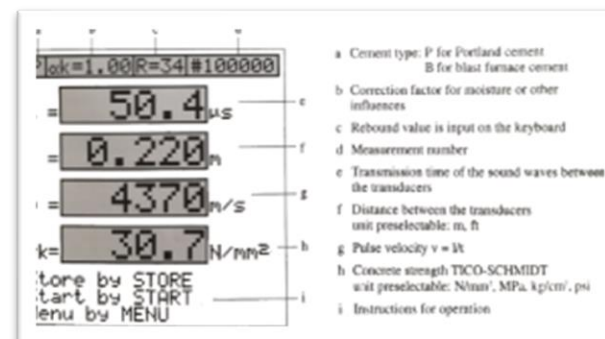 P αk=1.00 R=34 #100000
= 50.4 µs e
= 0.220 m f
= 4370 m/s g
k= 30.7 N/mm² h
tore by STORE
tart by START i
enu by MENU
a Cement type: P for Portland cement
B for blast furnace cement
b Correction factor for moisture or other
influences
c Rebound value is input on the keyboard
d Measurement number
e Transmission time of the sound waves between
the transducers
f Distance between the transducers
unit preselectable: m, ft
g Pulse velocity v = l/t
h Concrete strength TICO-SCHMIDT
unit preselectable: N/mm², MPa, kg/cm², psi
i Instructions for operation